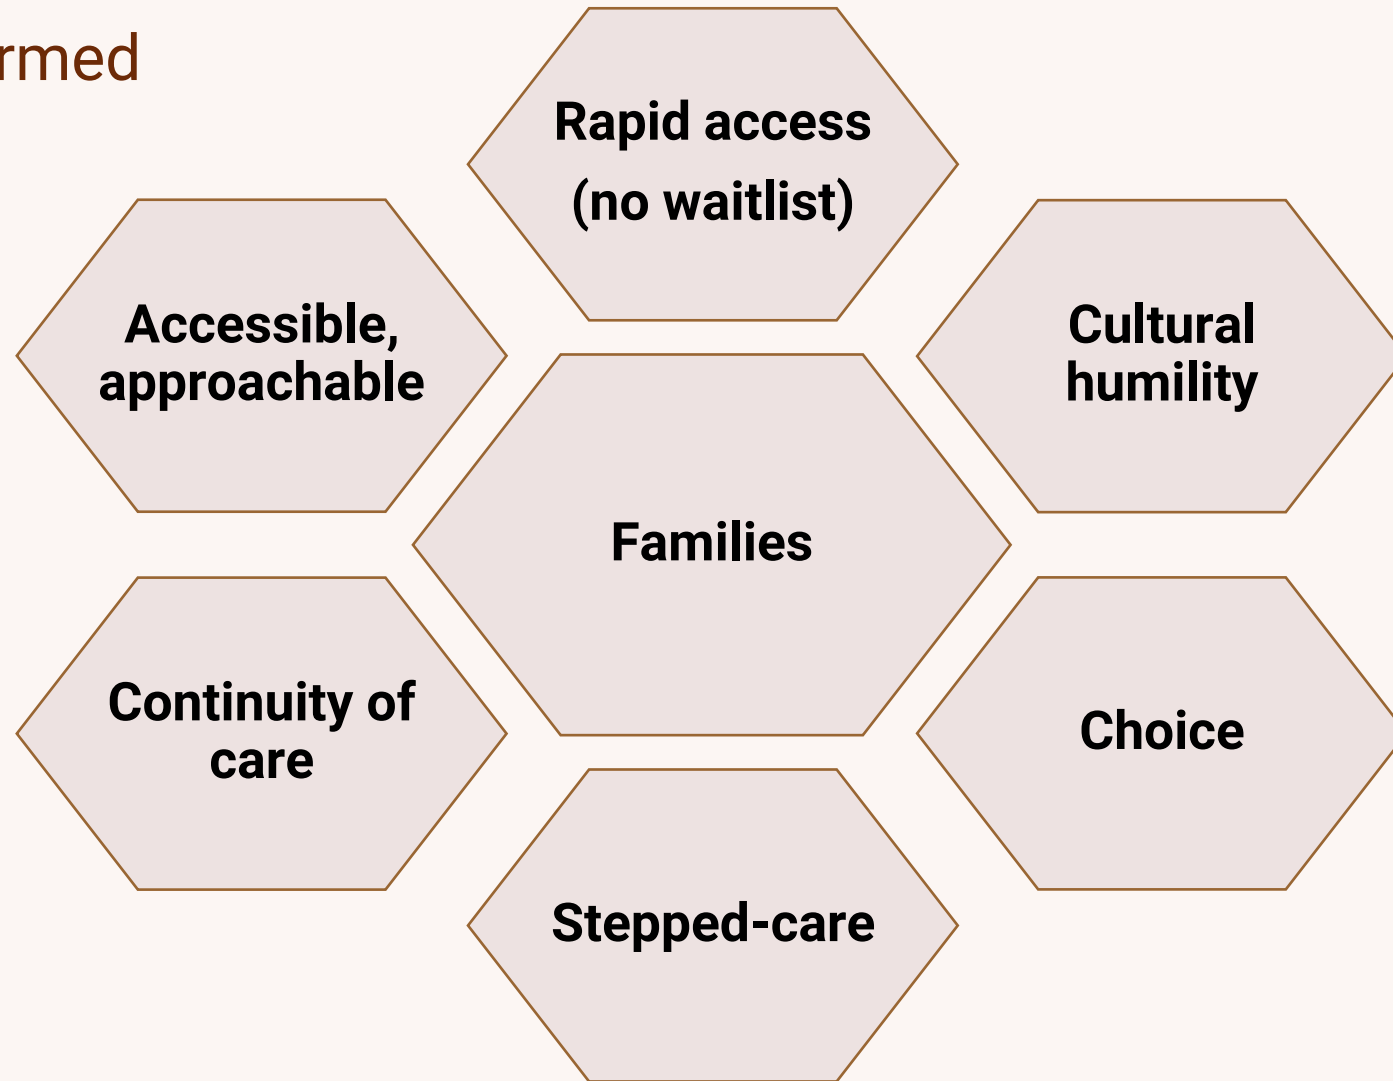 rmed
Rapid access
(no waitlist)
Accessible,
approachable
Cultural
humility
Families
Continuity of
care
Choice
Stepped-care